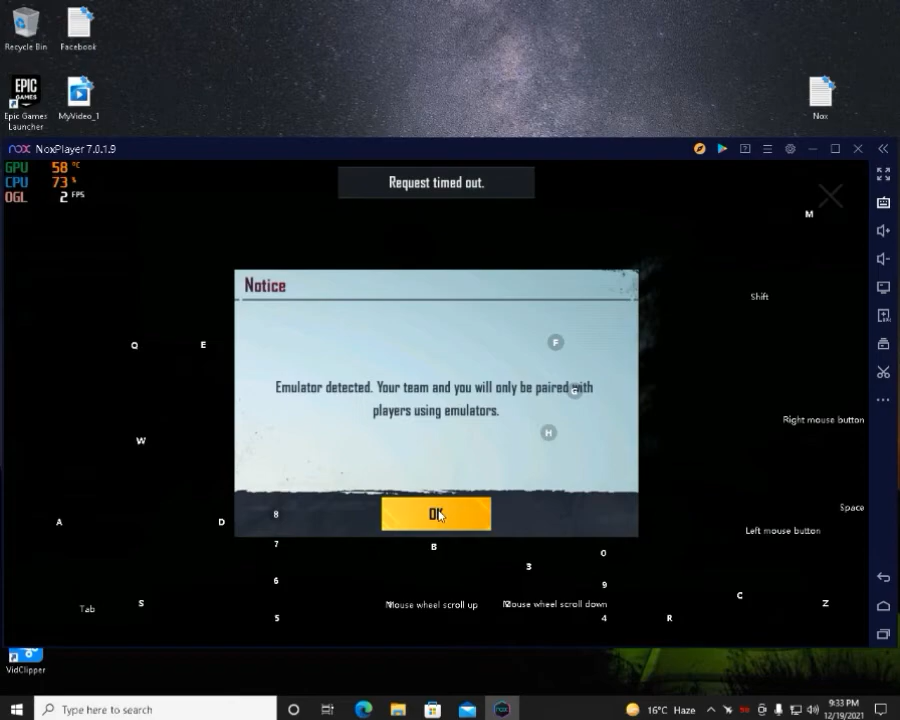 Recycle Bin
Facebook
EPIC
GAMES
Epic Games
Launcher
MyVideo_1
Nox
nox NoxPlayer 7.0.1.9
GPU 58 °C
CPU 73 %
OGL 2 FPS
Request timed out.
M
Notice
Shift
Q
E
F
Emulator detected. Your team and you will only be paired with
players using emulators.
G
H
Right mouse button
W
Space
8
OK
A
D
Left mouse button
7
B
0
3
6
9
C
Z
Tab
S
Mouse wheel scroll up
Mouse wheel scroll down
5
4
R
VidClipper
Type here to search
nox
16°C Haze
9:33 PM
12/19/2021